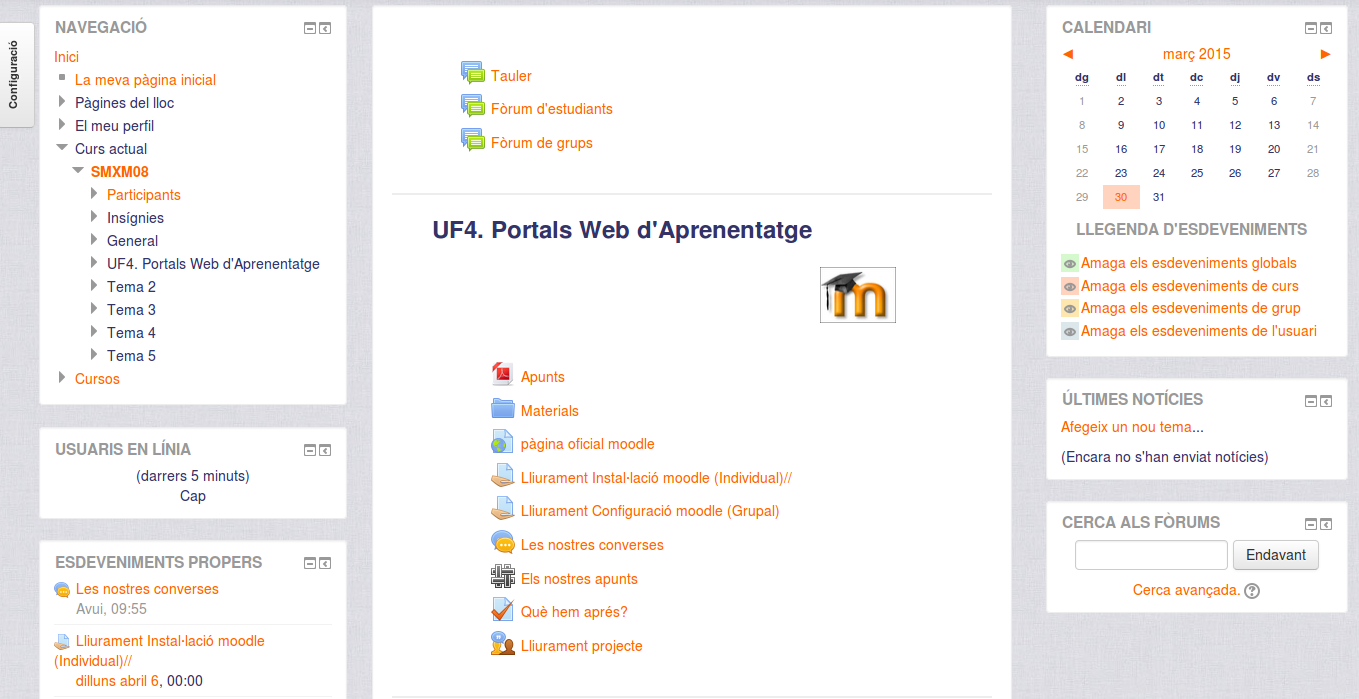 Configuració
NAVEGACIÓ
Inici
La meva pàgina inicial
Pàgines del lloc
El meu perfil
Curs actual
SMXM08
Participants
Insígnies
General
UF4. Portals Web d'Aprenentatge
Tema 2
Tema 3
Tema 4
Tema 5
Cursos
USUARIS EN LÍNIA
(darrers 5 minuts)
Cap
ESDEVENIMENTS PROPERS
Les nostres converses
Avui, 09:55
Lliurament Instal·lació moodle
(Individual)//
dilluns abril 6, 00:00
Tauler
Fòrum d'estudiants
Fòrum de grups
UF4. Portals Web d'Aprenentatge
m
Apunts
Materials
pàgina oficial moodle
Lliurament Instal·lació moodle (Individual)//
Lliurament Configuració moodle (Grupal)
Les nostres converses
Els nostres apunts
Què hem aprés?
Lliurament projecte
CALENDARI
◀ març 2015 ▶
dg dl dt dc dj dv ds
1 2 3 4 5 6 7
8 9 10 11 12 13 14
15 16 17 18 19 20 21
22 23 24 25 26 27 28
29 30 31
LLEGENDA D'ESDEVENIMENTS
Amaga els esdeveniments globals
Amaga els esdeveniments de curs
Amaga els esdeveniments de grup
Amaga els esdeveniments de l'usuari
ÚLTIMES NOTÍCIES
Afegeix un nou tema...
(Encara no s'han enviat notícies)
CERCA ALS FÒRUMS
Endavant
Cerca avançada. ?